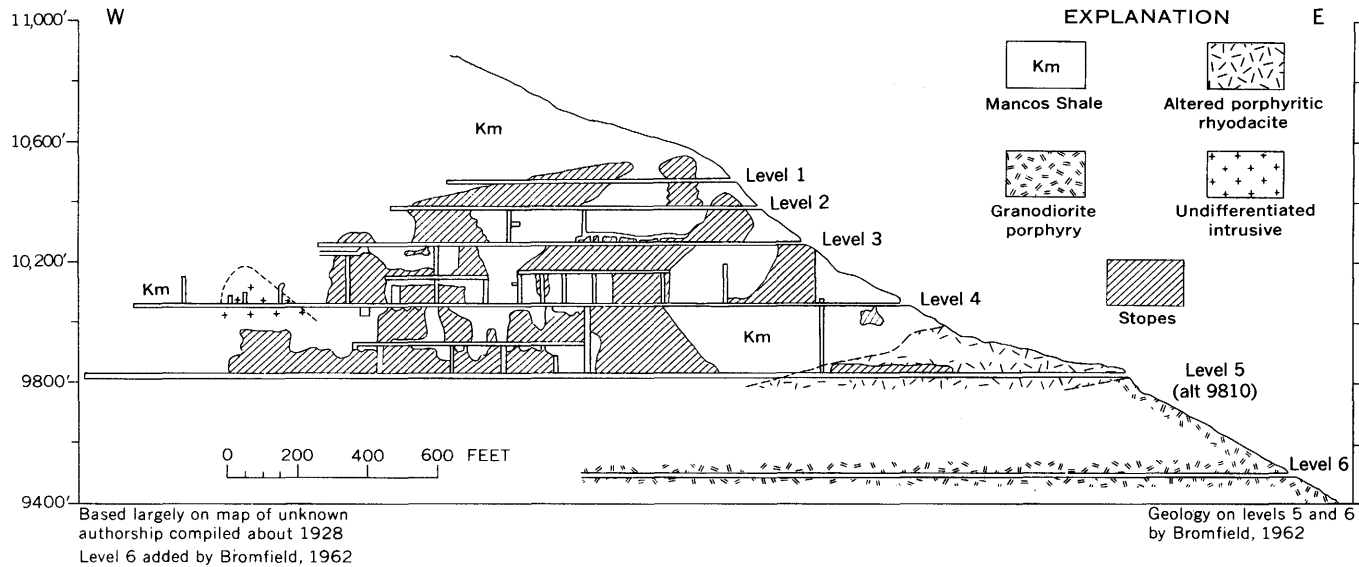 11,000'
W
EXPLANATION
E
Km
Mancos Shale
Altered porphyritic
rhyodacite
Km
10,600'
Level 1
Level 2
Granodiorite
porphyry
Undifferentiated
intrusive
Level 3
10,200'
Km
Level 4
Stopes
Km
9800'
Level 5
(alt 9810)
0 200 400 600 FEET
Level 6
9400'
Based largely on map of unknown
authorship compiled about 1928
Level 6 added by Bromfield, 1962
Geology on levels 5 and 6
by Bromfield, 1962